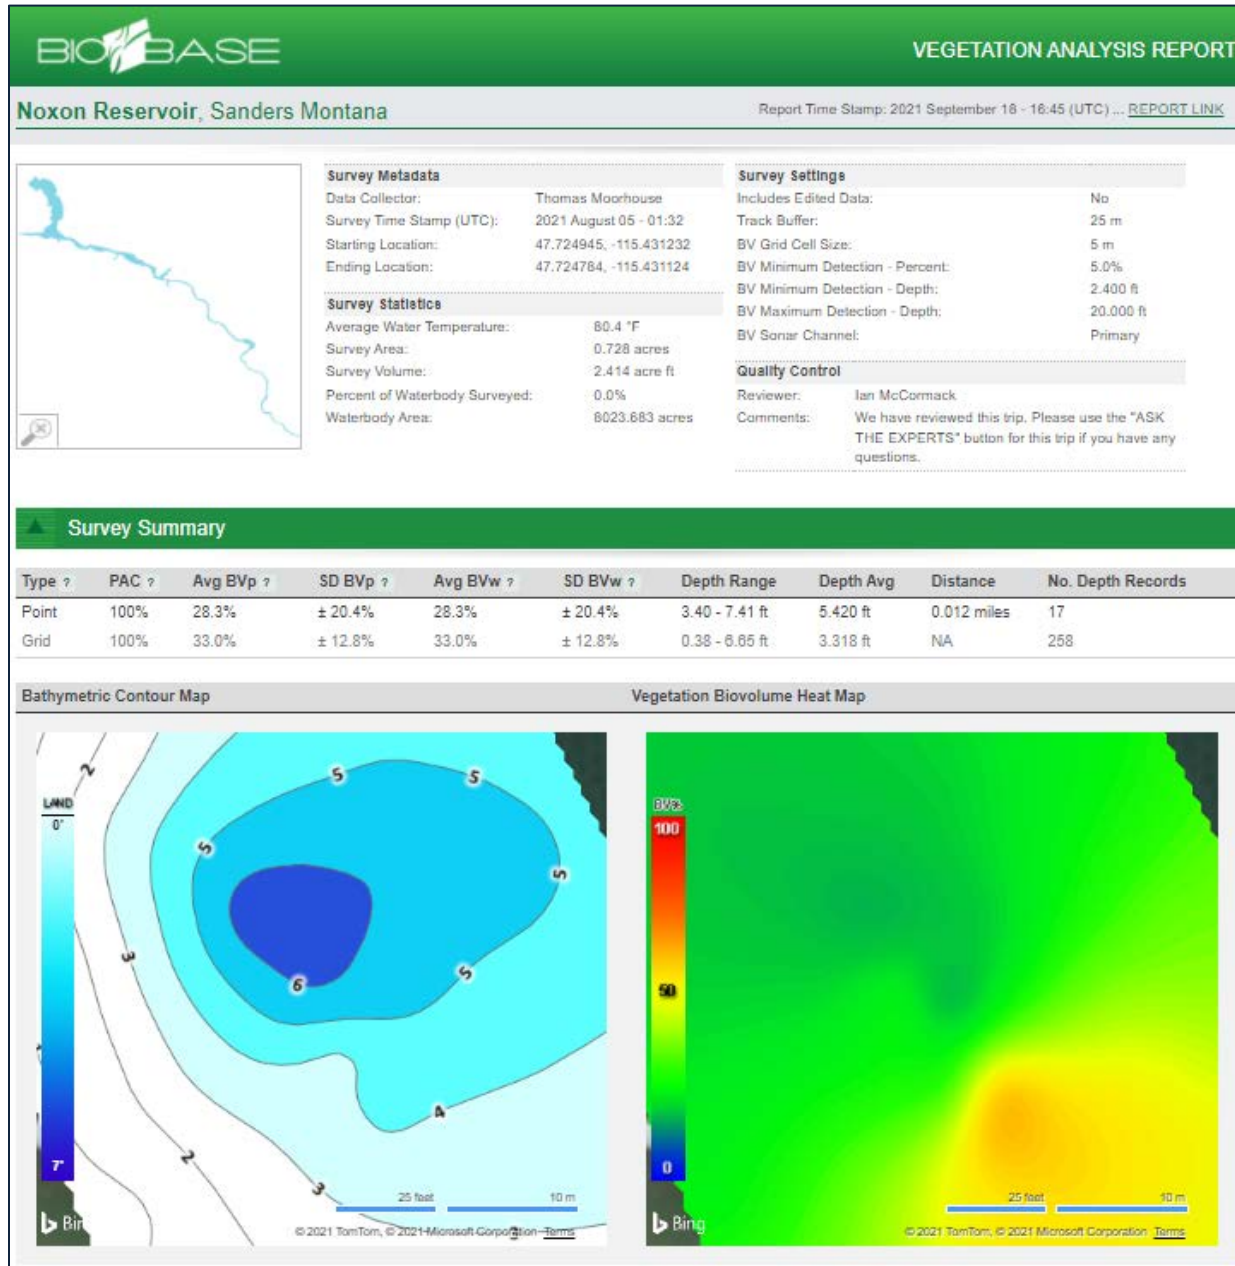 BIOBASE
VEGETATION ANALYSIS REPORT
Noxon Reservoir, Sanders Montana
Report Time Stamp: 2021 September 18 - 16:45 (UTC) ... REPORT LINK
Survey Metadata
Data Collector: Thomas Moorhouse
Survey Time Stamp (UTC): 2021 August 05 - 01:32
Starting Location: 47.724945, -115.431232
Ending Location: 47.724784, -115.431124
Survey Statistics
Average Water Temperature: 80.4 °F
Survey Area: 0.728 acres
Survey Volume: 2.414 acre ft
Percent of Waterbody Surveyed: 0.0%
Waterbody Area: 8023.683 acres
Survey Settings
Includes Edited Data: No
Track Buffer: 25 m
BV Grid Cell Size: 5 m
BV Minimum Detection - Percent: 5.0%
BV Minimum Detection - Depth: 2.400 ft
BV Maximum Detection - Depth: 20.000 ft
BV Sonar Channel: Primary
Quality Control
Reviewer: Ian McCormack
Comments: We have reviewed this trip. Please use the "ASK
THE EXPERTS" button for this trip if you have any
questions.
Survey Summary
Type ? PAC ? Avg BVp ? SD BVp ? Avg BVw ? SD BVw ? Depth Range Depth Avg Distance No. Depth Records
Point 100% 28.3% ± 20.4% 28.3% ± 20.4% 3.40 - 7.41 ft 5.420 ft 0.012 miles 17
Grid 100% 33.0% ± 12.8% 33.0% ± 12.8% 0.38 - 6.65 ft 3.318 ft NA 258
Bathymetric Contour Map
Vegetation Biovolume Heat Map
2
5
5
LAND
0'
5
5
3
6
5
4
7'
2
3
25 feet 10 m
Bin
© 2021 TomTom, © 2021 Microsoft Corporation Terms
BV%
100
50
0
25 feet 10 m
Bing
© 2021 TomTom, © 2021 Microsoft Corporation Terms